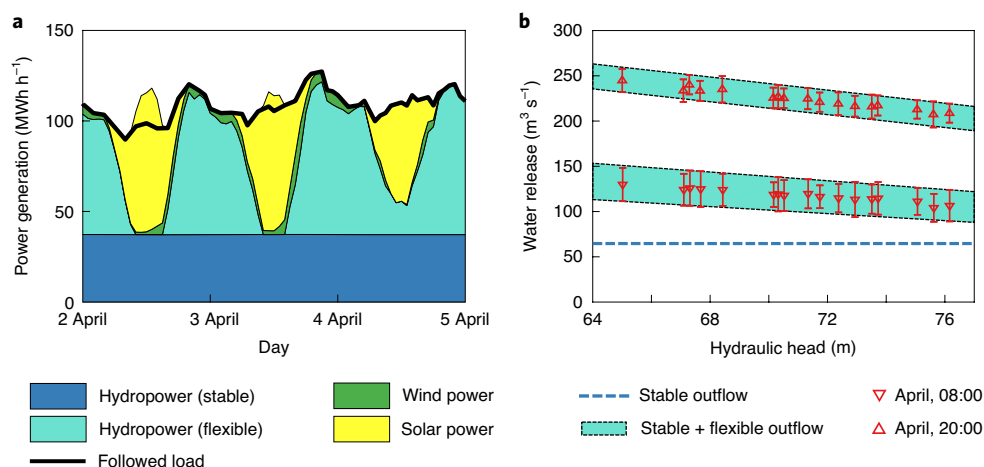 a
150
100
50
0
Power generation (MWh h⁻¹)
2 April
3 April
4 April
5 April
Day
Hydropower (stable)
Hydropower (flexible)
Followed load
Wind power
Solar power
b
300
250
200
150
100
50
0
Water release (m³ s⁻¹)
64
68
72
76
Hydraulic head (m)
Stable outflow
Stable + flexible outflow
April, 08:00
April, 20:00